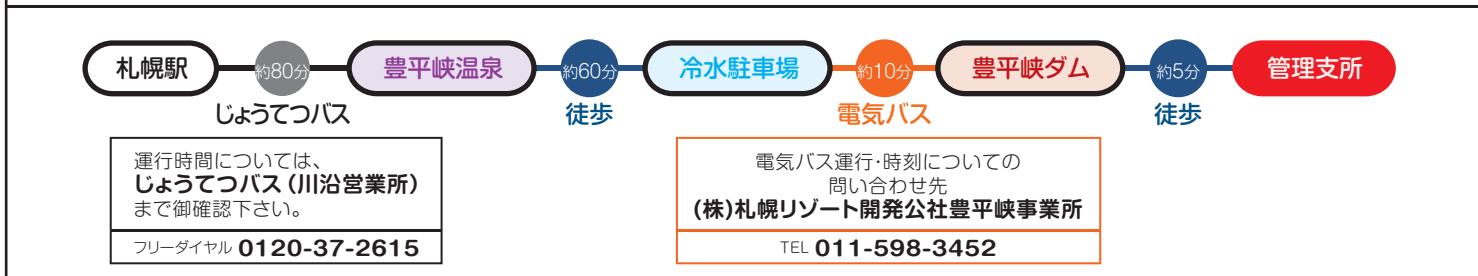 札幌駅 約80分 豊平峡温泉 約60分 冷水駐車場 約10分 豊平峡ダム 約5分 管理支所
じょうてつバス 徒歩 電気バス 徒歩
運行時間については、
じょうてつバス(川沿営業所)
まで御確認下さい。
フリーダイヤル 0120-37-2615
電気バス運行・時刻についての
問い合わせ先
(株)札幌リゾート開発公社豊平峡事業所
TEL 011-598-3452